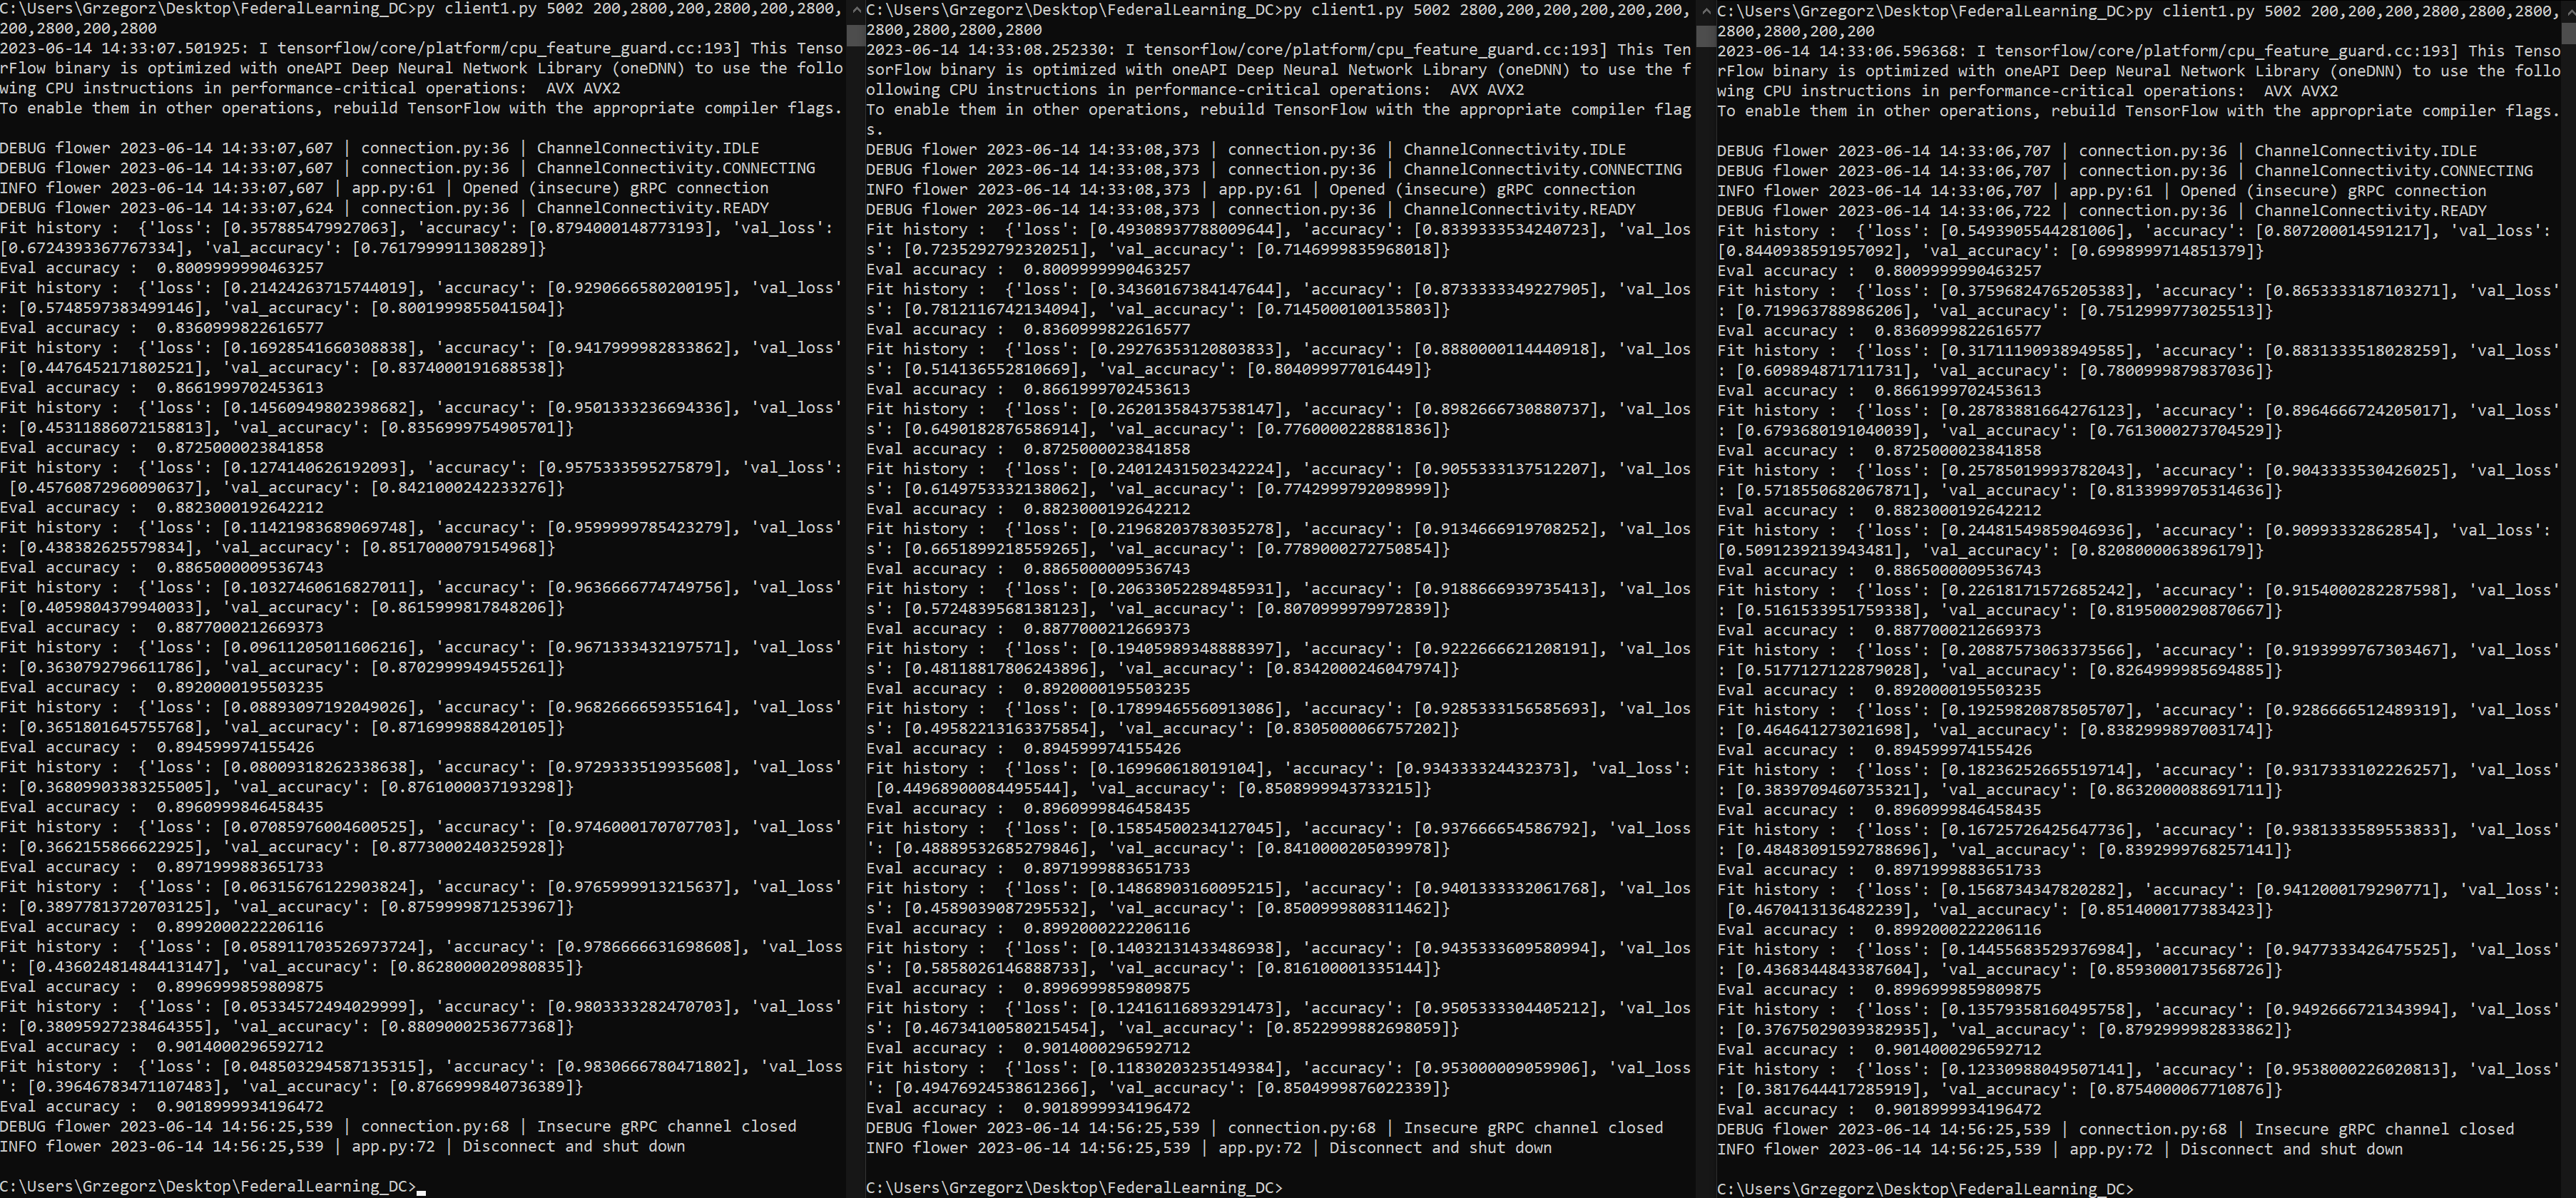 C:\Users\Grzegorz\Desktop\FederalLearning_DC>py client1.py 5002 200,2800,200,2800,200,2800,
200,2800,200,2800
2023-06-14 14:33:07.501925: I tensorflow/core/platform/cpu_feature_guard.cc:193] This Tenso
rFlow binary is optimized with oneAPI Deep Neural Network Library (oneDNN) to use the follo
wing CPU instructions in performance-critical operations:  AVX AVX2
To enable them in other operations, rebuild TensorFlow with the appropriate compiler flags.
DEBUG flower 2023-06-14 14:33:07,607 | connection.py:36 | ChannelConnectivity.IDLE
DEBUG flower 2023-06-14 14:33:07,607 | connection.py:36 | ChannelConnectivity.CONNECTING
INFO flower 2023-06-14 14:33:07,607 | app.py:61 | Opened (insecure) gRPC connection
DEBUG flower 2023-06-14 14:33:07,624 | connection.py:36 | ChannelConnectivity.READY
Fit history :  {'loss': [0.357885479927063], 'accuracy': [0.8794000148773193], 'val_loss':
[0.6724393367767334], 'val_accuracy': [0.7617999911308289]}
Eval accuracy :  0.8009999990463257
Fit history :  {'loss': [0.21424263715744019], 'accuracy': [0.9290666580200195], 'val_loss'
: [0.5748597383499146], 'val_accuracy': [0.8001999855041504]}
Eval accuracy :  0.8360999822616577
Fit history :  {'loss': [0.16928541660308838], 'accuracy': [0.9417999982833862], 'val_loss'
: [0.4476452171802521], 'val_accuracy': [0.8374000191688538]}
Eval accuracy :  0.8661999702453613
Fit history :  {'loss': [0.14560949802398682], 'accuracy': [0.9501333236694336], 'val_loss'
: [0.45311886072158813], 'val_accuracy': [0.8356999754905701]}
Eval accuracy :  0.8725000023841858
Fit history :  {'loss': [0.1274140626192093], 'accuracy': [0.9575333595275879], 'val_loss':
[0.45760872960090637], 'val_accuracy': [0.8421000242233276]}
Eval accuracy :  0.8823000192642212
Fit history :  {'loss': [0.11421983689069748], 'accuracy': [0.9599999785423279], 'val_loss'
: [0.438382625579834], 'val_accuracy': [0.8517000079154968]}
Eval accuracy :  0.8865000009536743
Fit history :  {'loss': [0.10327460616827011], 'accuracy': [0.9636666774749756], 'val_loss'
: [0.4059804379940033], 'val_accuracy': [0.8615999817848206]}
Eval accuracy :  0.8877000212669373
Fit history :  {'loss': [0.09611205011606216], 'accuracy': [0.9671333432197571], 'val_loss'
: [0.3630792796611786], 'val_accuracy': [0.8702999949455261]}
Eval accuracy :  0.8920000195503235
Fit history :  {'loss': [0.08893097192049026], 'accuracy': [0.9682666659355164], 'val_loss'
: [0.3651801645755768], 'val_accuracy': [0.8716999888420105]}
Eval accuracy :  0.894599974155426
Fit history :  {'loss': [0.08009318262338638], 'accuracy': [0.9729333519935608], 'val_loss'
: [0.36809903383255005], 'val_accuracy': [0.8761000037193298]}
Eval accuracy :  0.8960999846458435
Fit history :  {'loss': [0.07085976004600525], 'accuracy': [0.9746000170707703], 'val_loss'
: [0.3662155866622925], 'val_accuracy': [0.8773000240325928]}
Eval accuracy :  0.8971999883651733
Fit history :  {'loss': [0.06315676122903824], 'accuracy': [0.9765999913215637], 'val_loss'
: [0.38977813720703125], 'val_accuracy': [0.8759999871253967]}
Eval accuracy :  0.8992000222206116
Fit history :  {'loss': [0.058911703526973724], 'accuracy': [0.9786666631698608], 'val_loss
': [0.43602481484413147], 'val_accuracy': [0.8628000020980835]}
Eval accuracy :  0.8996999859809875
Fit history :  {'loss': [0.05334572494029999], 'accuracy': [0.9803333282470703], 'val_loss'
: [0.38095927238464355], 'val_accuracy': [0.8809000253677368]}
Eval accuracy :  0.9014000296592712
Fit history :  {'loss': [0.048503294587135315], 'accuracy': [0.9830666780471802], 'val_loss
': [0.39646783471107483], 'val_accuracy': [0.8766999840736389]}
Eval accuracy :  0.9018999934196472
DEBUG flower 2023-06-14 14:56:25,539 | connection.py:68 | Insecure gRPC channel closed
INFO flower 2023-06-14 14:56:25,539 | app.py:72 | Disconnect and shut down
C:\Users\Grzegorz\Desktop\FederalLearning_DC>
C:\Users\Grzegorz\Desktop\FederalLearning_DC>py client1.py 5002 2800,200,200,200,200,200,
2800,2800,2800,2800
2023-06-14 14:33:08.252330: I tensorflow/core/platform/cpu_feature_guard.cc:193] This Ten
sorFlow binary is optimized with oneAPI Deep Neural Network Library (oneDNN) to use the f
ollowing CPU instructions in performance-critical operations:  AVX AVX2
To enable them in other operations, rebuild TensorFlow with the appropriate compiler flag
s.
DEBUG flower 2023-06-14 14:33:08,373 | connection.py:36 | ChannelConnectivity.IDLE
DEBUG flower 2023-06-14 14:33:08,373 | connection.py:36 | ChannelConnectivity.CONNECTING
INFO flower 2023-06-14 14:33:08,373 | app.py:61 | Opened (insecure) gRPC connection
DEBUG flower 2023-06-14 14:33:08,373 | connection.py:36 | ChannelConnectivity.READY
Fit history :  {'loss': [0.49308937788009644], 'accuracy': [0.8339333534240723], 'val_los
s': [0.7235292792320251], 'val_accuracy': [0.7146999835968018]}
Eval accuracy :  0.8009999990463257
Fit history :  {'loss': [0.34360167384147644], 'accuracy': [0.8733333349227905], 'val_los
s': [0.7812116742134094], 'val_accuracy': [0.7145000100135803]}
Eval accuracy :  0.8360999822616577
Fit history :  {'loss': [0.29276353120803833], 'accuracy': [0.8880000114440918], 'val_los
s': [0.514136552810669], 'val_accuracy': [0.804099977016449]}
Eval accuracy :  0.8661999702453613
Fit history :  {'loss': [0.26201358437538147], 'accuracy': [0.8982666730880737], 'val_los
s': [0.6490182876586914], 'val_accuracy': [0.7760000228881836]}
Eval accuracy :  0.8725000023841858
Fit history :  {'loss': [0.24012431502342224], 'accuracy': [0.9055333137512207], 'val_los
s': [0.6149753332138062], 'val_accuracy': [0.7742999792098999]}
Eval accuracy :  0.8823000192642212
Fit history :  {'loss': [0.21968203783035278], 'accuracy': [0.9134666919708252], 'val_los
s': [0.6651899218559265], 'val_accuracy': [0.7789000272750854]}
Eval accuracy :  0.8865000009536743
Fit history :  {'loss': [0.20633052289485931], 'accuracy': [0.9188666939735413], 'val_los
s': [0.5724839568138123], 'val_accuracy': [0.8070999979972839]}
Eval accuracy :  0.8877000212669373
Fit history :  {'loss': [0.19405989348888397], 'accuracy': [0.9222666621208191], 'val_los
s': [0.48118817806243896], 'val_accuracy': [0.8342000246047974]}
Eval accuracy :  0.8920000195503235
Fit history :  {'loss': [0.17899465560913086], 'accuracy': [0.9285333156585693], 'val_los
s': [0.49582213163375854], 'val_accuracy': [0.8305000066757202]}
Eval accuracy :  0.894599974155426
Fit history :  {'loss': [0.169960618019104], 'accuracy': [0.934333324432373], 'val_loss':
[0.44968900084495544], 'val_accuracy': [0.8508999943733215]}
Eval accuracy :  0.8960999846458435
Fit history :  {'loss': [0.15854500234127045], 'accuracy': [0.937666654586792], 'val_loss
': [0.48889532685279846], 'val_accuracy': [0.8410000205039978]}
Eval accuracy :  0.8971999883651733
Fit history :  {'loss': [0.14868903160095215], 'accuracy': [0.9401333332061768], 'val_los
s': [0.4589039087295532], 'val_accuracy': [0.8500999808311462]}
Eval accuracy :  0.8992000222206116
Fit history :  {'loss': [0.14032131433486938], 'accuracy': [0.9435333609580994], 'val_los
s': [0.5858026146888733], 'val_accuracy': [0.816100001335144]}
Eval accuracy :  0.8996999859809875
Fit history :  {'loss': [0.12416116893291473], 'accuracy': [0.9505333304405212], 'val_los
s': [0.46734100580215454], 'val_accuracy': [0.8522999882698059]}
Eval accuracy :  0.9014000296592712
Fit history :  {'loss': [0.11830203235149384], 'accuracy': [0.953000009059906], 'val_loss
': [0.49476924538612366], 'val_accuracy': [0.8504999876022339]}
Eval accuracy :  0.9018999934196472
DEBUG flower 2023-06-14 14:56:25,539 | connection.py:68 | Insecure gRPC channel closed
INFO flower 2023-06-14 14:56:25,539 | app.py:72 | Disconnect and shut down
C:\Users\Grzegorz\Desktop\FederalLearning_DC>
C:\Users\Grzegorz\Desktop\FederalLearning_DC>py client1.py 5002 200,200,200,2800,2800,2800,
2800,2800,200,200
2023-06-14 14:33:06.596368: I tensorflow/core/platform/cpu_feature_guard.cc:193] This Tenso
rFlow binary is optimized with oneAPI Deep Neural Network Library (oneDNN) to use the follo
wing CPU instructions in performance-critical operations:  AVX AVX2
To enable them in other operations, rebuild TensorFlow with the appropriate compiler flags.
DEBUG flower 2023-06-14 14:33:06,707 | connection.py:36 | ChannelConnectivity.IDLE
DEBUG flower 2023-06-14 14:33:06,707 | connection.py:36 | ChannelConnectivity.CONNECTING
INFO flower 2023-06-14 14:33:06,707 | app.py:61 | Opened (insecure) gRPC connection
DEBUG flower 2023-06-14 14:33:06,722 | connection.py:36 | ChannelConnectivity.READY
Fit history :  {'loss': [0.5493905544281006], 'accuracy': [0.807200014591217], 'val_loss':
[0.8440938591957092], 'val_accuracy': [0.6998999714851379]}
Eval accuracy :  0.8009999990463257
Fit history :  {'loss': [0.37596824765205383], 'accuracy': [0.8653333187103271], 'val_loss'
: [0.719963788986206], 'val_accuracy': [0.7512999773025513]}
Eval accuracy :  0.8360999822616577
Fit history :  {'loss': [0.31711190938949585], 'accuracy': [0.8831333518028259], 'val_loss'
: [0.609894871711731], 'val_accuracy': [0.7800999879837036]}
Eval accuracy :  0.8661999702453613
Fit history :  {'loss': [0.28783881664276123], 'accuracy': [0.8964666724205017], 'val_loss'
: [0.6793680191040039], 'val_accuracy': [0.7613000273704529]}
Eval accuracy :  0.8725000023841858
Fit history :  {'loss': [0.25785019993782043], 'accuracy': [0.9043333530426025], 'val_loss'
: [0.5718550682067871], 'val_accuracy': [0.8133999705314636]}
Eval accuracy :  0.8823000192642212
Fit history :  {'loss': [0.24481549859046936], 'accuracy': [0.90993332862854], 'val_loss':
[0.5091239213943481], 'val_accuracy': [0.8208000063896179]}
Eval accuracy :  0.8865000009536743
Fit history :  {'loss': [0.22618171572685242], 'accuracy': [0.9154000282287598], 'val_loss'
: [0.5161533951759338], 'val_accuracy': [0.8195000290870667]}
Eval accuracy :  0.8877000212669373
Fit history :  {'loss': [0.20887573063373566], 'accuracy': [0.9193999767303467], 'val_loss'
: [0.5177127122879028], 'val_accuracy': [0.8264999985694885]}
Eval accuracy :  0.8920000195503235
Fit history :  {'loss': [0.19259820878505707], 'accuracy': [0.9286666512489319], 'val_loss'
: [0.464641273021698], 'val_accuracy': [0.8382999897003174]}
Eval accuracy :  0.894599974155426
Fit history :  {'loss': [0.18236252665519714], 'accuracy': [0.9317333102226257], 'val_loss'
: [0.3839709460735321], 'val_accuracy': [0.8632000088691711]}
Eval accuracy :  0.8960999846458435
Fit history :  {'loss': [0.16725726425647736], 'accuracy': [0.9381333589553833], 'val_loss'
: [0.48483091592788696], 'val_accuracy': [0.8392999768257141]}
Eval accuracy :  0.8971999883651733
Fit history :  {'loss': [0.1568734347820282], 'accuracy': [0.9412000179290771], 'val_loss':
[0.4670413136482239], 'val_accuracy': [0.8514000177383423]}
Eval accuracy :  0.8992000222206116
Fit history :  {'loss': [0.14455683529376984], 'accuracy': [0.9477333426475525], 'val_loss'
: [0.4368344843387604], 'val_accuracy': [0.8593000173568726]}
Eval accuracy :  0.8996999859809875
Fit history :  {'loss': [0.13579358160495758], 'accuracy': [0.9492666721343994], 'val_loss'
: [0.37675029039382935], 'val_accuracy': [0.8792999982833862]}
Eval accuracy :  0.9014000296592712
Fit history :  {'loss': [0.12330988049507141], 'accuracy': [0.9538000226020813], 'val_loss'
: [0.3817644417285919], 'val_accuracy': [0.8754000067710876]}
Eval accuracy :  0.9018999934196472
DEBUG flower 2023-06-14 14:56:25,539 | connection.py:68 | Insecure gRPC channel closed
INFO flower 2023-06-14 14:56:25,539 | app.py:72 | Disconnect and shut down
C:\Users\Grzegorz\Desktop\FederalLearning_DC>